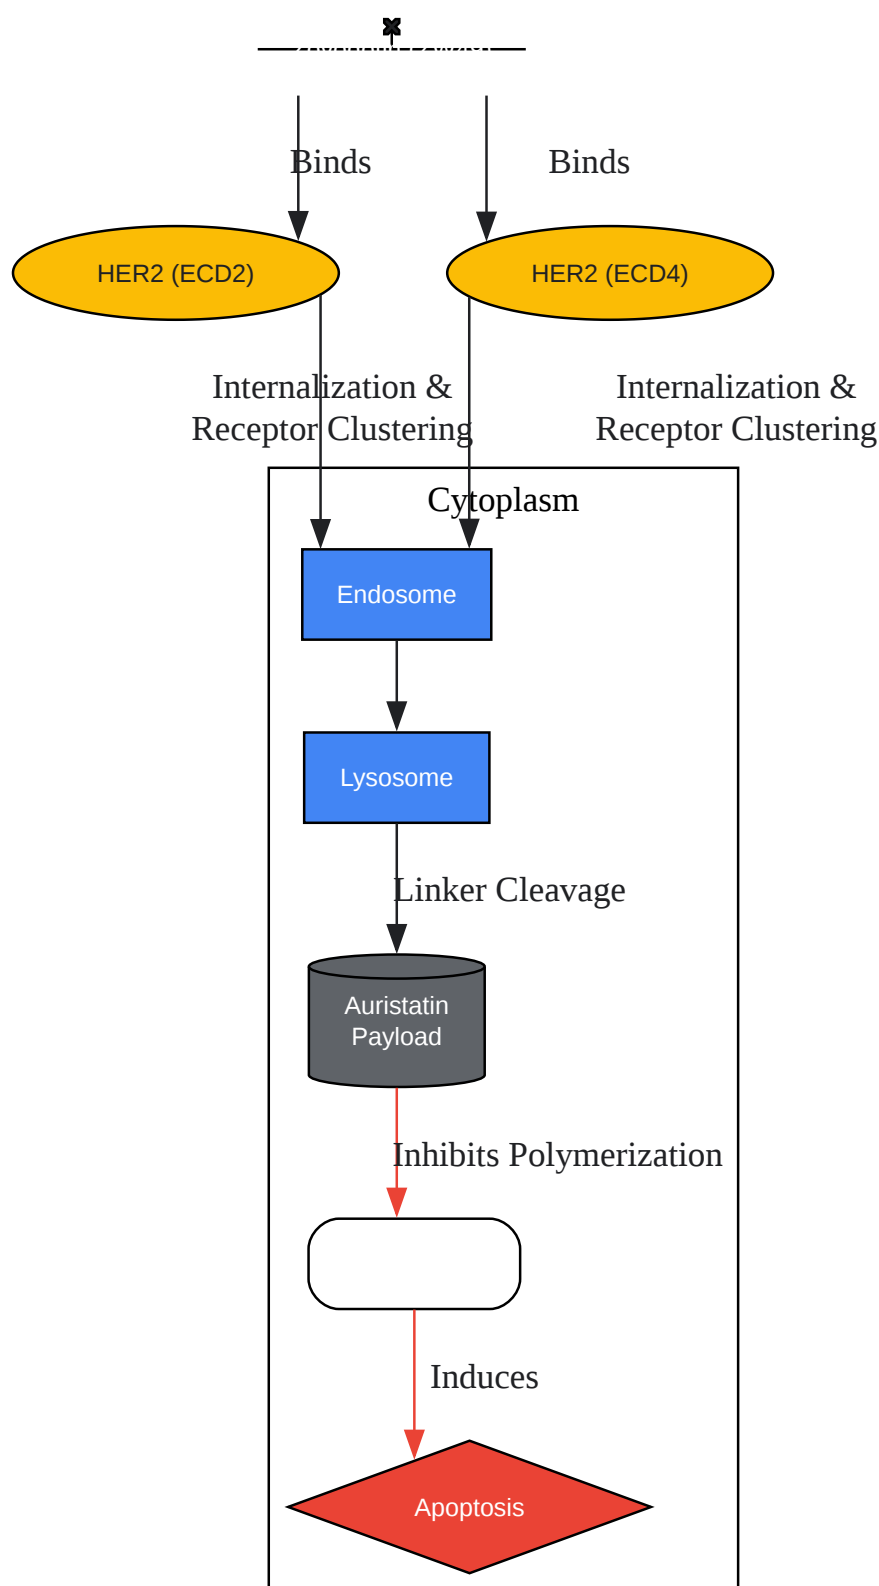 Binds
Binds
HER2 (ECD2)
HER2 (ECD4)
Internalization &
Receptor Clustering
Internalization &
Receptor Clustering
Cytoplasm
Endosome
Lysosome
Linker Cleavage
Auristatin
Payload
Inhibits Polymerization
Induces
Apoptosis